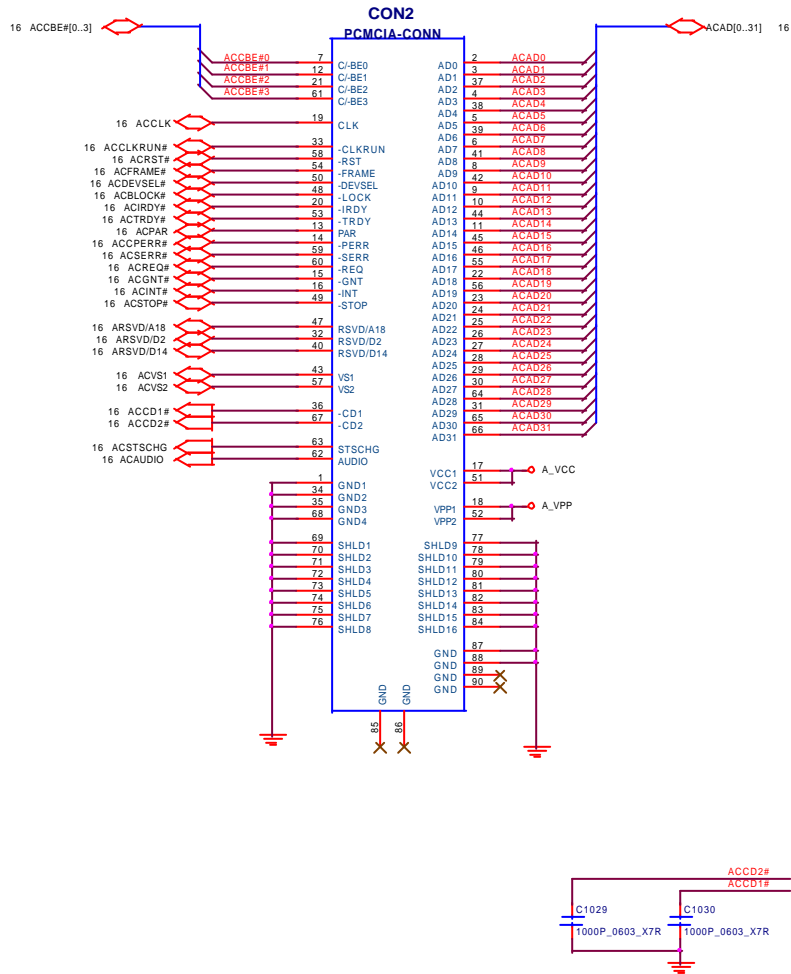 CON2
PCMCIA-CONN
16 ACCBE#[0..3]
ACAD[0..31] 16
ACCBE#0 7 C/-BE0
ACCBE#1 12 C/-BE1
ACCBE#2 21 C/-BE2
ACCBE#3 61 C/-BE3
16 ACCLK 19 CLK
16 ACCLKRUN# 33 -CLKRUN
16 ACRST# 58 -RST
16 ACFRAME# 54 -FRAME
16 ACDEVSEL# 50 -DEVSEL
16 ACBLOCK# 48 -LOCK
16 ACIRDY# 20 -IRDY
16 ACTRDY# 53 -TRDY
16 ACPAR 13 PAR
16 ACCPERR# 14 -PERR
16 ACSERR# 59 -SERR
16 ACREQ# 60 -REQ
16 ACGNT# 15 -GNT
16 ACINT# 16 -INT
16 ACSTOP# 49 -STOP
16 ARSVD/A18 47 RSVD/A18
16 ARSVD/D2 32 RSVD/D2
16 ARSVD/D14 40 RSVD/D14
16 ACVS1 43 VS1
16 ACVS2 57 VS2
16 ACCD1# 36 -CD1
16 ACCD2# 67 -CD2
16 ACSTSCHG 63 STSCHG
16 ACAUDIO 62 AUDIO
1 GND1
34 GND2
35 GND3
68 GND4
69 SHLD1
70 SHLD2
71 SHLD3
72 SHLD4
73 SHLD5
74 SHLD6
75 SHLD7
76 SHLD8
AD0 2 ACAD0
AD1 3 ACAD1
AD2 37 ACAD2
AD3 4 ACAD3
AD4 38 ACAD4
AD5 5 ACAD5
AD6 39 ACAD6
AD7 6 ACAD7
AD8 41 ACAD8
AD9 8 ACAD9
AD10 42 ACAD10
AD11 9 ACAD11
AD12 10 ACAD12
AD13 44 ACAD13
AD14 11 ACAD14
AD15 45 ACAD15
AD16 46 ACAD16
AD17 55 ACAD17
AD18 22 ACAD18
AD19 56 ACAD19
AD20 23 ACAD20
AD21 24 ACAD21
AD22 25 ACAD22
AD23 26 ACAD23
AD24 27 ACAD24
AD25 28 ACAD25
AD26 29 ACAD26
AD27 30 ACAD27
AD28 64 ACAD28
AD29 31 ACAD29
AD30 65 ACAD30
AD31 66 ACAD31
VCC1 17 A_VCC
VCC2 51
VPP1 18 A_VPP
VPP2 52
SHLD9 77
SHLD10 78
SHLD11 79
SHLD12 80
SHLD13 81
SHLD14 82
SHLD15 83
SHLD16 84
GND 87
GND 88
GND 89
GND 90
GND 85
GND 86
ACCD2#
ACCD1#
C1029
1000P_0603_X7R
C1030
1000P_0603_X7R